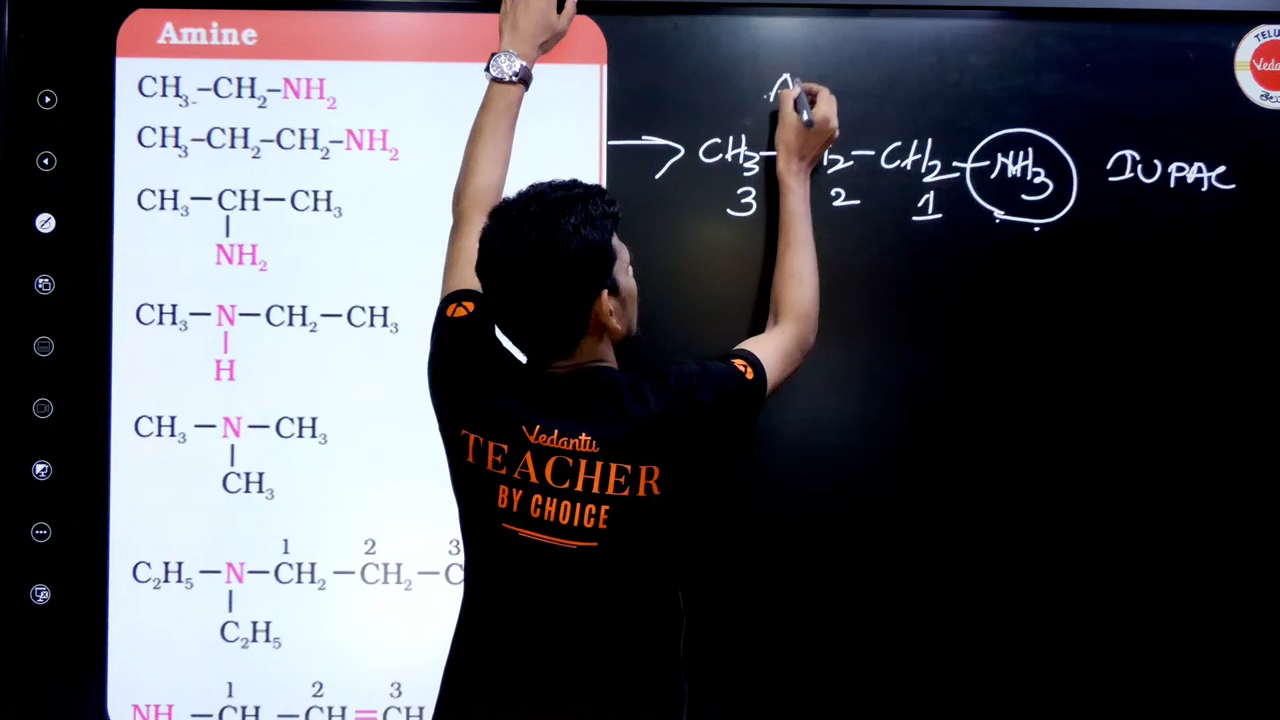 Amine
CH₃-CH₂-NH₂
CH₃-CH₂-CH₂-NH₂
CH₃-CH-CH₃
NH₂
CH₃-N-CH₂-CH₃
H
CH₃-N-CH₃
CH₃
1 2 3
C₂H₅-N-CH₂-CH₂-C
C₂H₅
1 2 3
NH -CH -CH=CH
A
CH₃- 2-CH₂-NH₃ IUPAC
3 2 1
TELU
Veda
తెలు
Vedantu
TEACHER
BY CHOICE